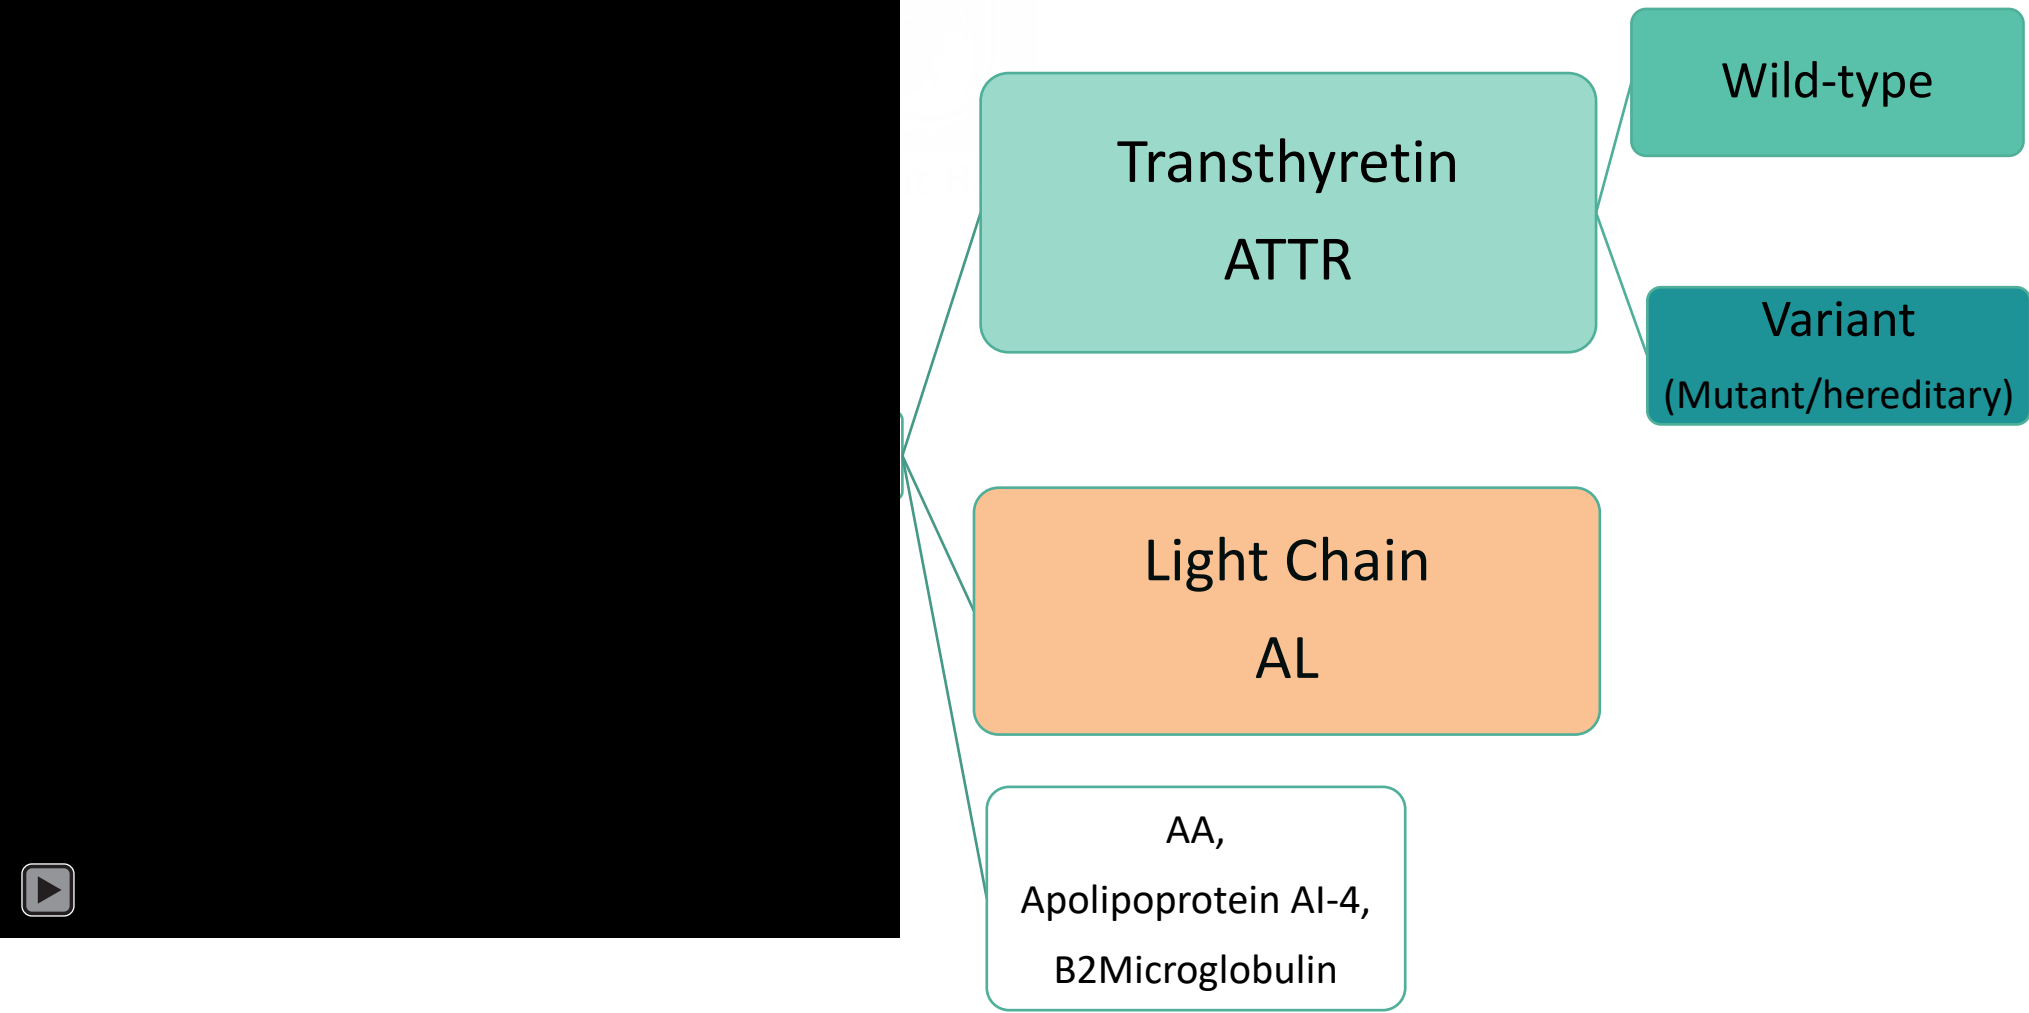 Wild-type
Transthyretin
ATTR
Variant
(Mutant/hereditary)
Light Chain
AL
AA,
Apolipoprotein AI-4,
B2Microglobulin